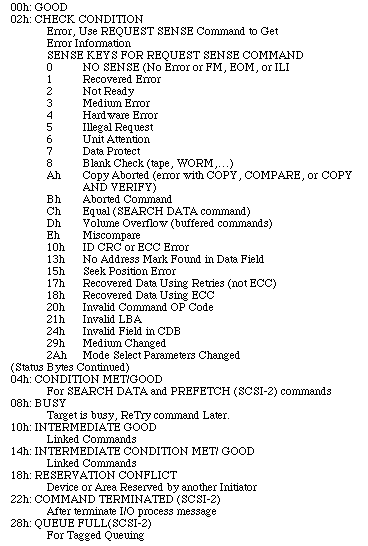 00h: GOOD
02h: CHECK CONDITION
Error, Use REQUEST SENSE Command to Get
Error Information
SENSE KEYS FOR REQUEST SENSE COMMAND
0 NO SENSE (No Error or FM, EOM, or ILI
1 Recovered Error
2 Not Ready
3 Medium Error
4 Hardware Error
5 Illegal Request
6 Unit Attention
7 Data Protect
8 Blank Check (tape, WORM,...)
Ah Copy Aborted (error with COPY, COMPARE, or COPY
AND VERIFY)
Bh Aborted Command
Ch Equal (SEARCH DATA command)
Dh Volume Overflow (buffered commands)
Eh Miscompare
10h ID CRC or ECC Error
13h No Address Mark Found in Data Field
15h Seek Position Error
17h Recovered Data Using Retries (not ECC)
18h Recovered Data Using ECC
20h Invalid Command OP Code
21h Invalid LBA
24h Invalid Field in CDB
29h Medium Changed
2Ah Mode Select Parameters Changed
(Status Bytes Continued)
04h: CONDITION MET/GOOD
For SEARCH DATA and PREFETCH (SCSI-2) commands
08h: BUSY
Target is busy, ReTry command Later.
10h: INTERMEDIATE GOOD
Linked Commands
14h: INTERMEDIATE CONDITION MET/ GOOD
Linked Commands
18h: RESERVATION CONFLICT
Device or Area Reserved by another Initiator
22h: COMMAND TERMINATED (SCSI-2)
After terminate I/O process message
28h: QUEUE FULL(SCSI-2)
For Tagged Queuing